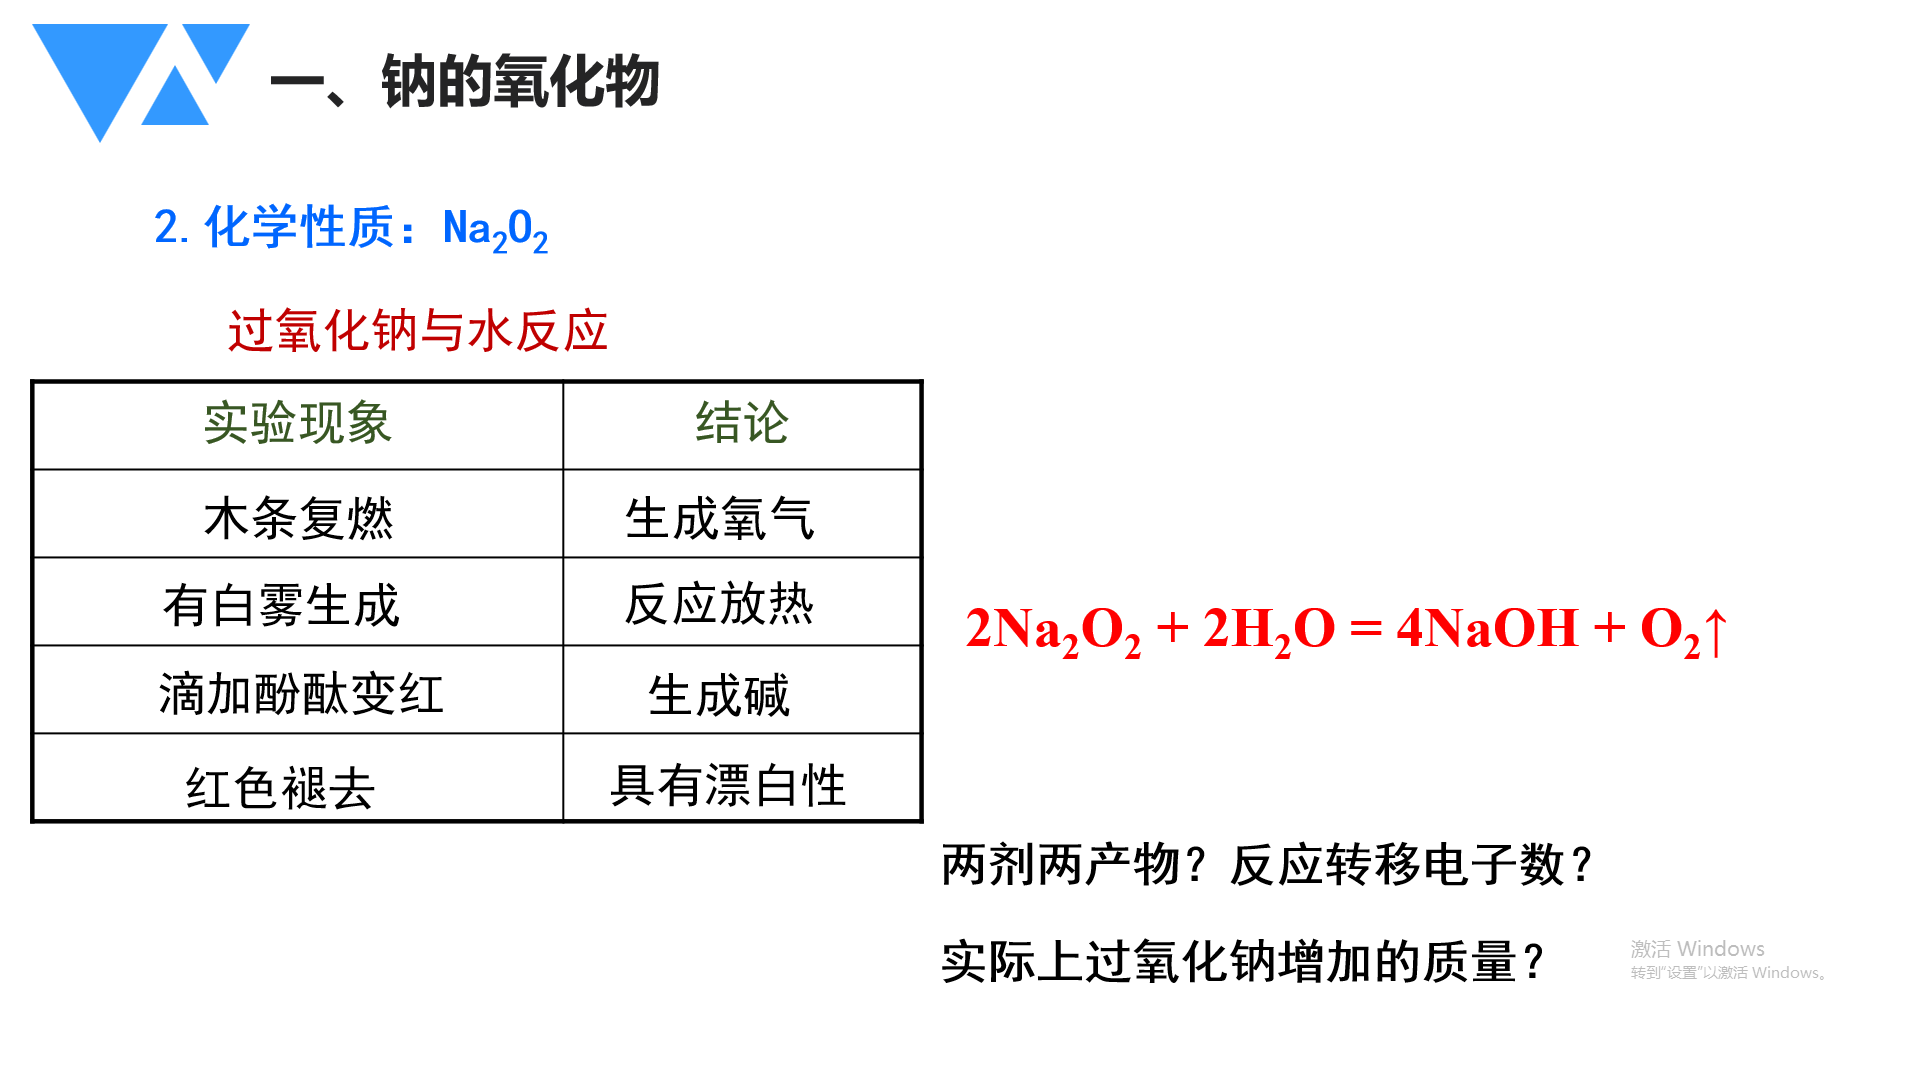 一、钠的氧化物
2.化学性质：Na₂O₂
过氧化钠与水反应
实验现象 结论
木条复燃 生成氧气
有白雾生成 反应放热
滴加酚酞变红 生成碱
红色褪去 具有漂白性
2Na₂O₂ + 2H₂O = 4NaOH + O₂↑
两剂两产物？反应转移电子数？
实际上过氧化钠增加的质量？
激活 Windows
转到“设置”以激活 Windows。